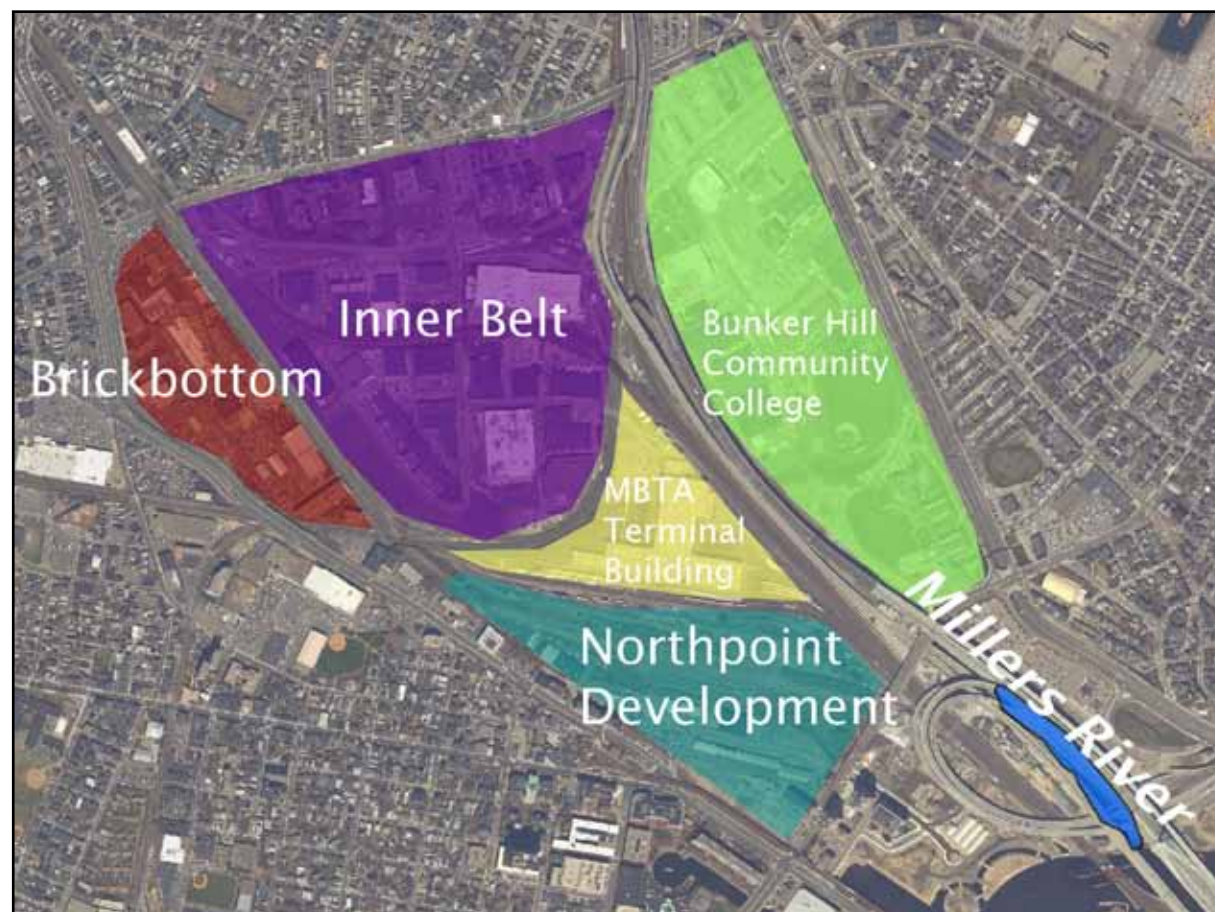 Inner Belt
Brickbottom
Bunker Hill
Community
College
MBTA
Terminal
Building
Northpoint
Development
Millers River